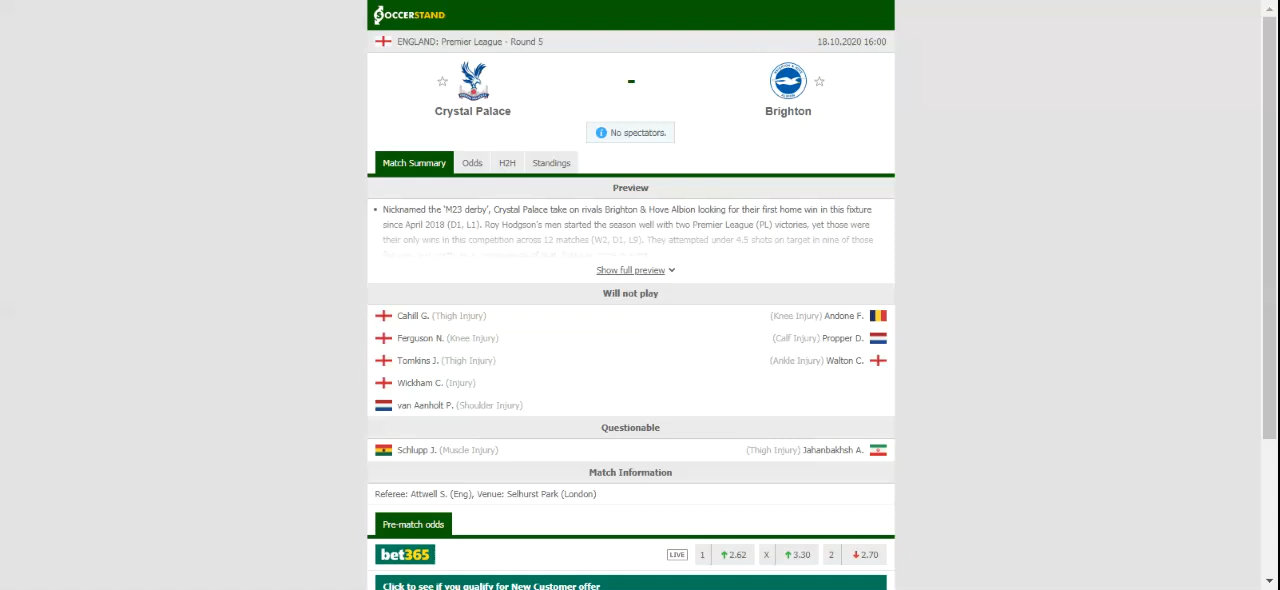 SOCCERSTAND
ENGLAND: Premier League - Round 5 18.10.2020 16:00
-
Crystal Palace Brighton
No spectators.
Match Summary Odds H2H Standings
Preview
• Nicknamed the 'M23 derby', Crystal Palace take on rivals Brighton & Hove Albion looking for their first home win in this fixture
since April 2018 (D1, L1). Roy Hodgson's men started the season well with two Premier League (PL) victories, yet those were
their only wins in this competition across 12 matches (W2, D1, L9). They attempted under 4.5 shots on target in nine of those
Show full preview
Will not play
Cahill G. (Thigh Injury) (Knee Injury) Andone F.
Ferguson N. (Knee Injury) (Calf Injury) Propper D.
Tomkins J. (Thigh Injury) (Ankle Injury) Walton C.
Wickham C. (Injury)
van Aanholt P. (Shoulder Injury)
Questionable
Schlupp J. (Muscle Injury) (Thigh Injury) Jahanbakhsh A.
Match Information
Referee: Attwell S. (Eng), Venue: Selhurst Park (London)
Pre-match odds
bet365 LIVE 1 2.62 X 3.30 2 2.70
Click to see if you qualify for New Customer offer